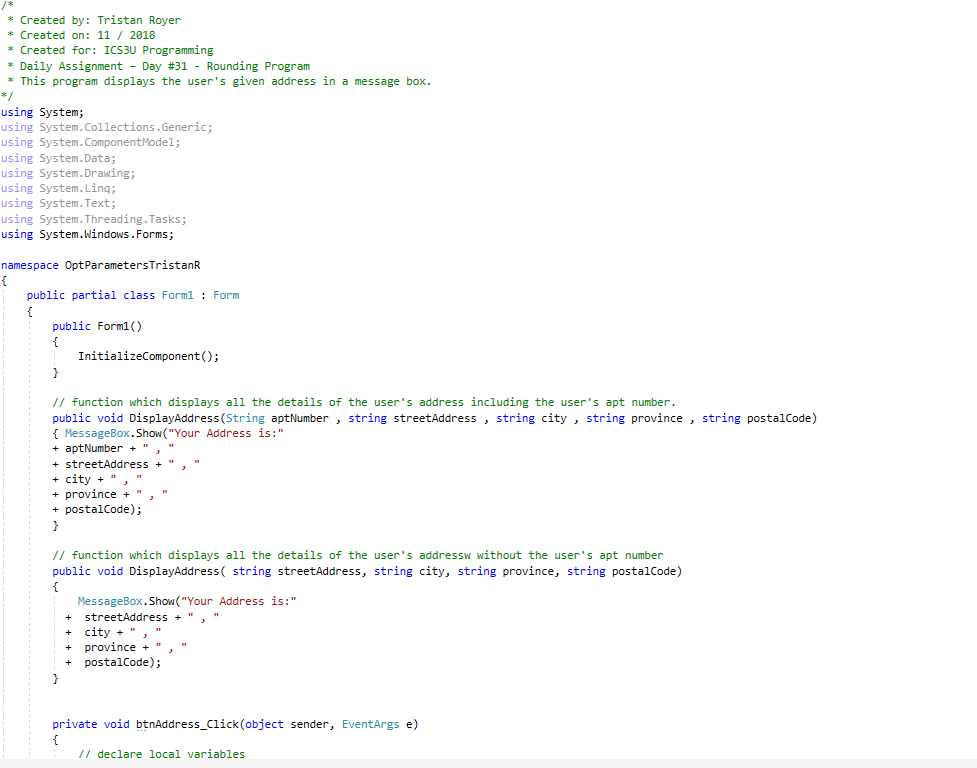 /*
 * Created by: Tristan Royer
 * Created on: 11 / 2018
 * Created for: ICS3U Programming
 * Daily Assignment – Day #31 - Rounding Program
 * This program displays the user's given address in a message box.
*/
using System;
using System.Collections.Generic;
using System.ComponentModel;
using System.Data;
using System.Drawing;
using System.Linq;
using System.Text;
using System.Threading.Tasks;
using System.Windows.Forms;

namespace OptParametersTristanR
{
    public partial class Form1 : Form
    {
        public Form1()
        {
            InitializeComponent();
        }

        // function which displays all the details of the user's address including the user's apt number.
        public void DisplayAddress(String aptNumber , string streetAddress , string city , string province , string postalCode)
        { MessageBox.Show("Your Address is:"
        + aptNumber + " , "
        + streetAddress + " , "
        + city + " , "
        + province + " , "
        + postalCode);
        }

        // function which displays all the details of the user's addressw without the user's apt number
        public void DisplayAddress( string streetAddress, string city, string province, string postalCode)
        {
            MessageBox.Show("Your Address is:"
          +  streetAddress + " , "
          +  city + " , "
          +  province + " , "
          +  postalCode);
        }


        private void btnAddress_Click(object sender, EventArgs e)
        {
            // declare local variables